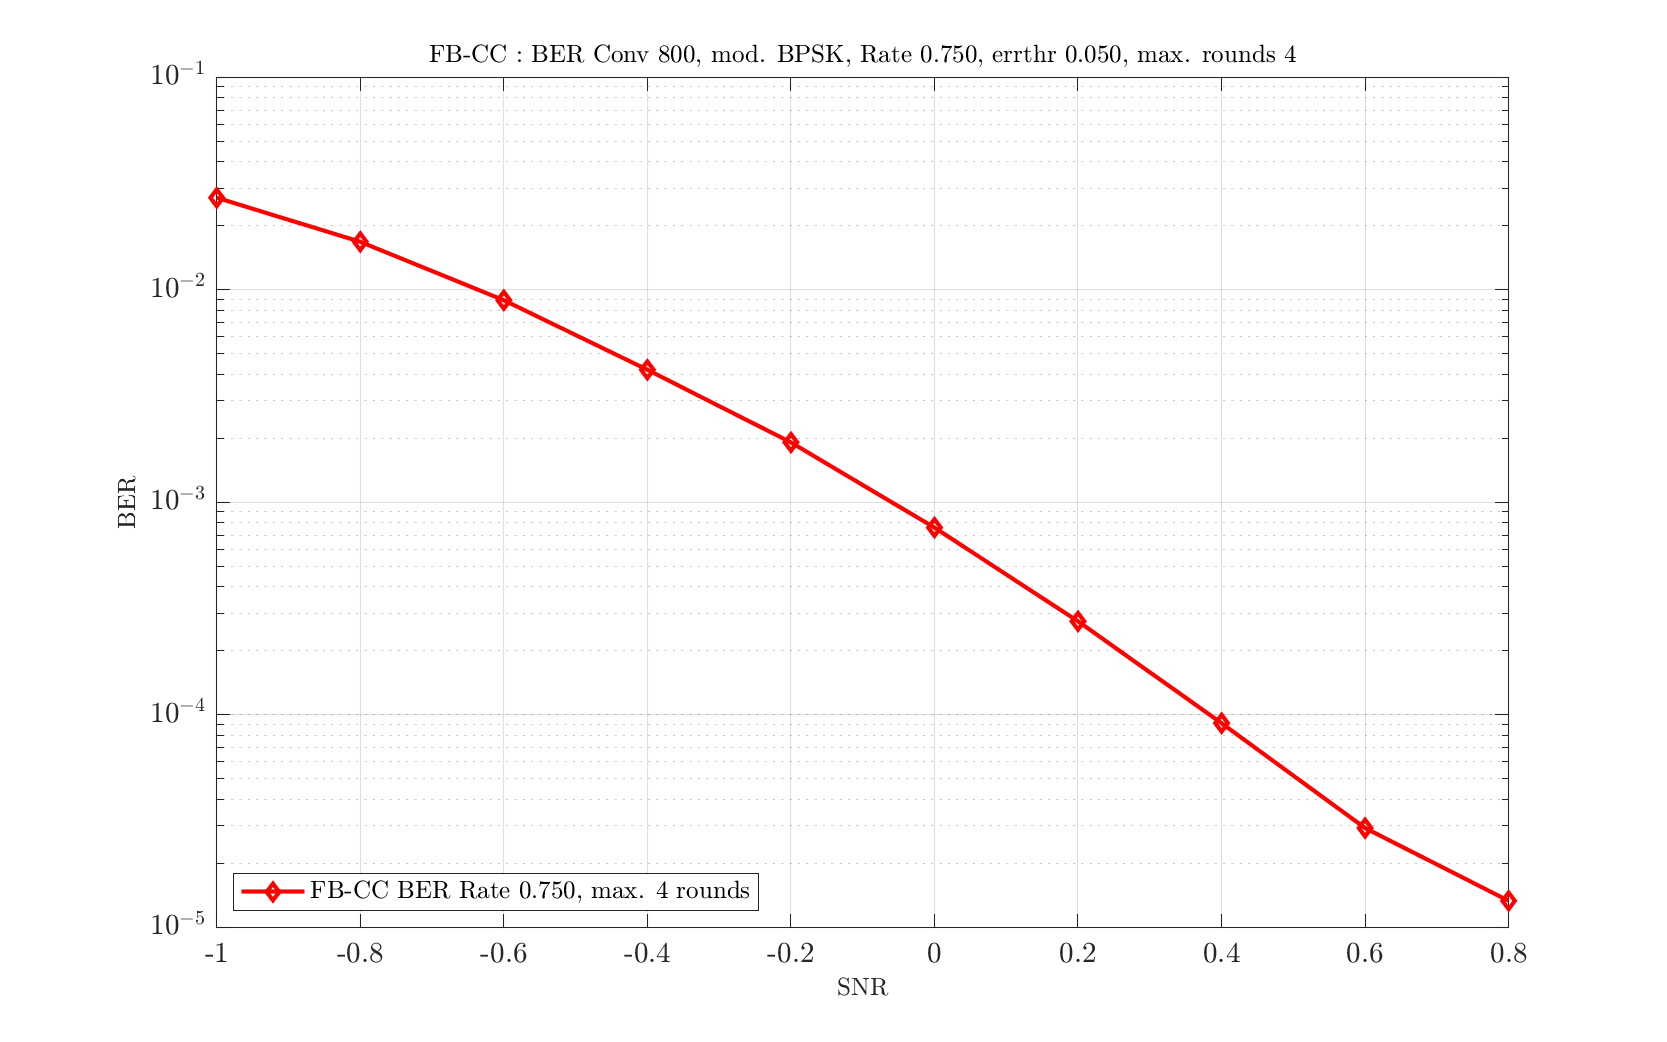 FB-CC : BER Conv 800, mod. BPSK, Rate 0.750, errthr 0.050, max. rounds 4
10⁻¹
10⁻²
10⁻³
10⁻⁴
10⁻⁵
BER
FB-CC BER Rate 0.750, max. 4 rounds
-1 -0.8 -0.6 -0.4 -0.2 0 0.2 0.4 0.6 0.8
SNR